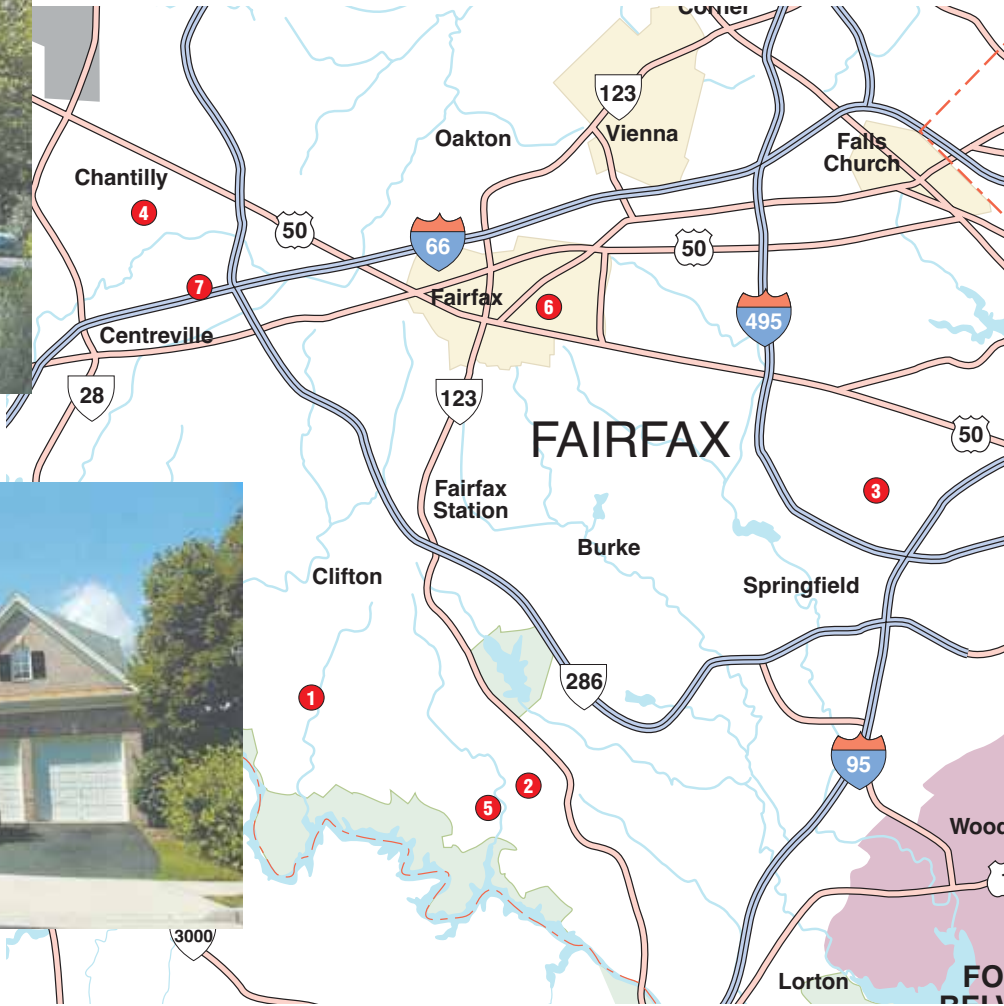 Corner
123
Oakton
Vienna
Falls
Church
Chantilly
4
50
66
50
7
Fairfax
6
495
Centreville
28
123
50
FAIRFAX
3
Fairfax
Station
Burke
Clifton
Springfield
286
1
95
2
5
3000
Lorton
FO